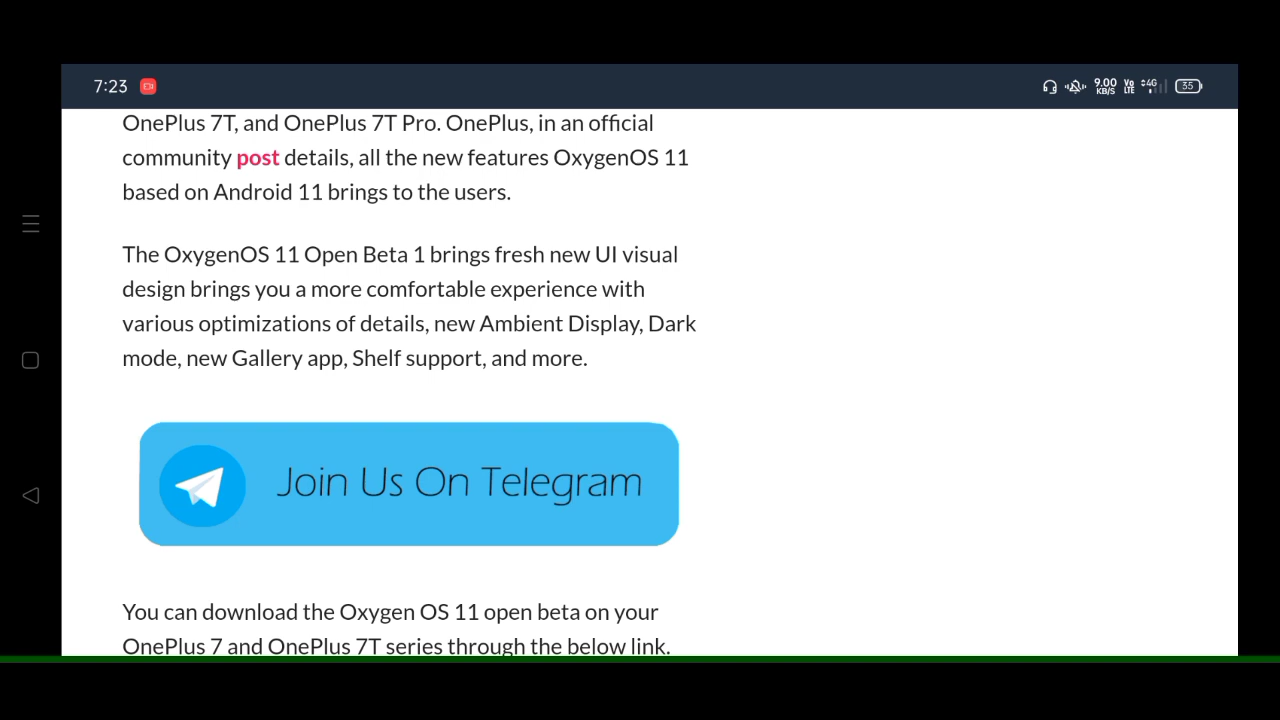 7:23
9.00 KB/S Vo LTE 4G 35
OnePlus 7T, and OnePlus 7T Pro. OnePlus, in an official
community post details, all the new features OxygenOS 11
based on Android 11 brings to the users.
The OxygenOS 11 Open Beta 1 brings fresh new UI visual
design brings you a more comfortable experience with
various optimizations of details, new Ambient Display, Dark
mode, new Gallery app, Shelf support, and more.
Join Us On Telegram
You can download the Oxygen OS 11 open beta on your
OnePlus 7 and OnePlus 7T series through the below link.